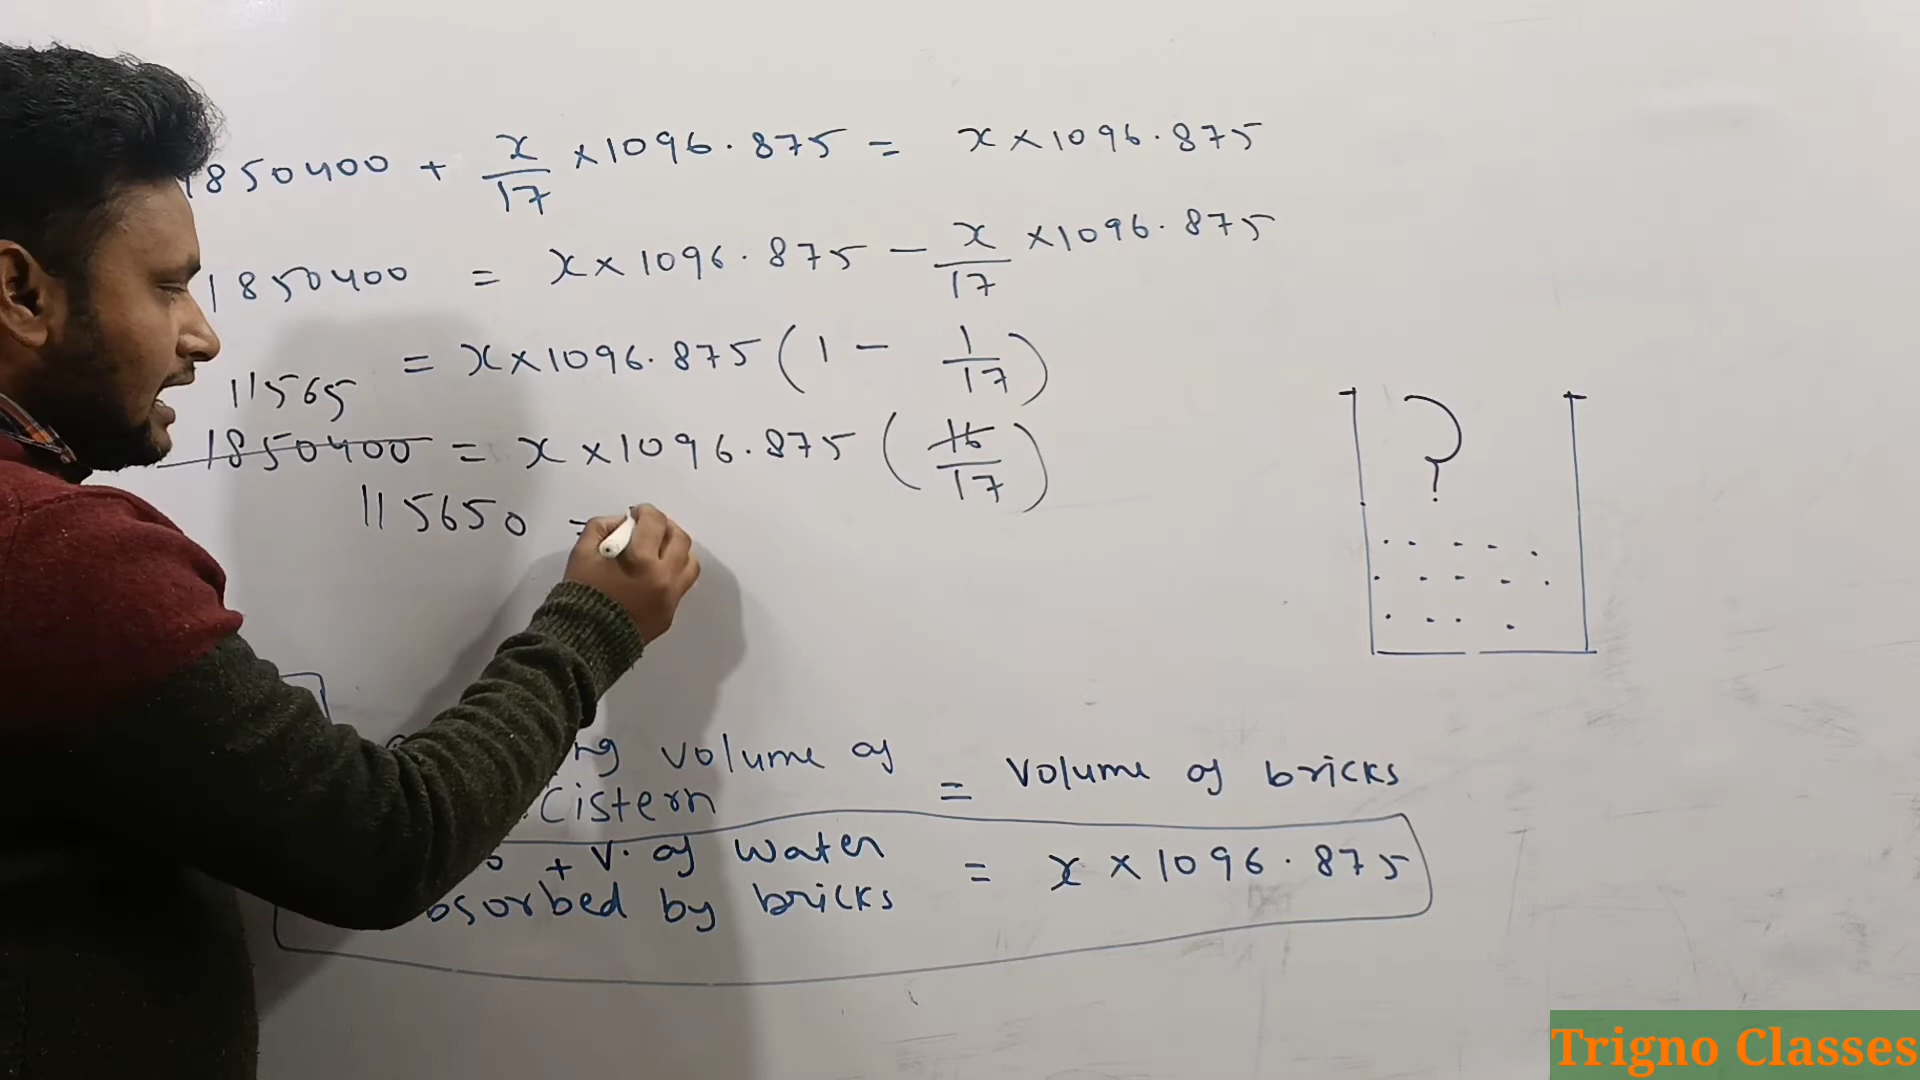 1850400 + x/17 × 1096.875 = x × 1096.875
1850400 = x × 1096.875 − x/17 × 1096.875
= x × 1096.875 (1 − 1/17)
11565
1850400 = x × 1096.875 (16/17)
115650 =
?
volume of Cistern = Volume of bricks
+ V. of Water absorbed by bricks = x × 1096.875
Trigno Classes